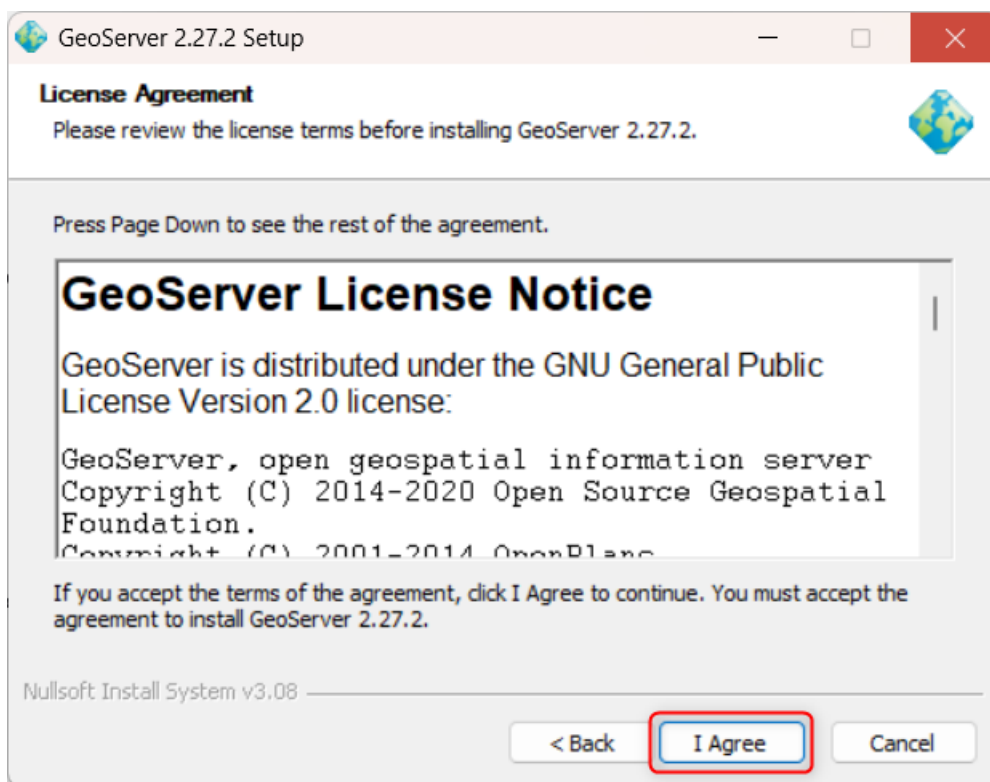 GeoServer 2.27.2 Setup
License Agreement
Please review the license terms before installing GeoServer 2.27.2.
Press Page Down to see the rest of the agreement.
GeoServer License Notice
GeoServer is distributed under the GNU General Public
License Version 2.0 license:
GeoServer, open geospatial information server
Copyright (C) 2014-2020 Open Source Geospatial
Foundation.
Copyright (C) 2001-2014 OpenPlans
If you accept the terms of the agreement, click I Agree to continue. You must accept the
agreement to install GeoServer 2.27.2.
Nullsoft Install System v3.08
< Back I Agree Cancel